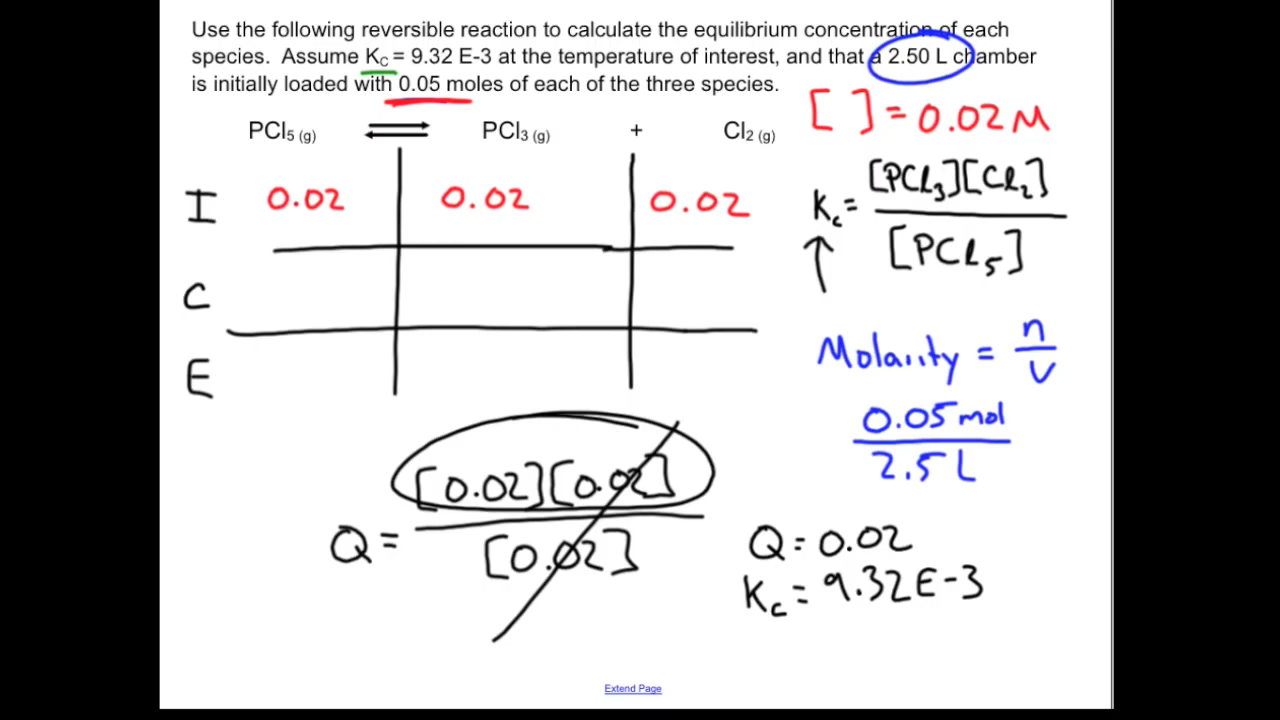 Use the following reversible reaction to calculate the equilibrium concentration of each
species. Assume KC = 9.32 E-3 at the temperature of interest, and that a 2.50 L chamber
is initially loaded with 0.05 moles of each of the three species.
[ ] = 0.02 M
PCl5 (g) ⇌ PCl3 (g) + Cl2 (g)
I 0.02 0.02 0.02
Kc = [PCl3][Cl2]
[PCl5]
C
Molarity = n
V
E
0.05 mol
2.5 L
Q = [0.02][0.02]
[0.02]
Q = 0.02
Kc = 9.32 E-3
Extend Page